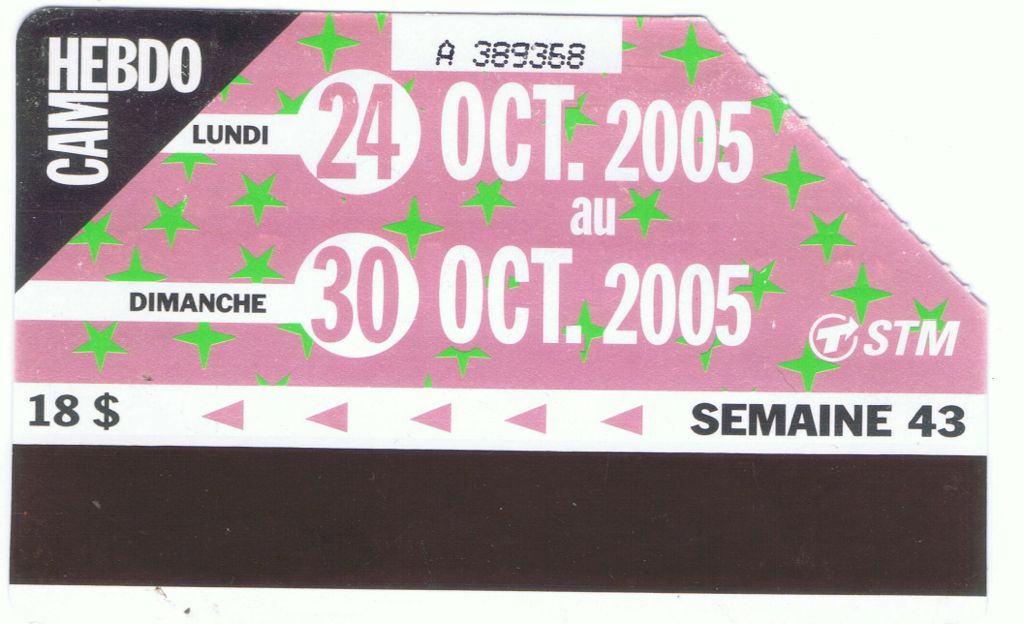 CAM HEBDO
A 389368
LUNDI 24 OCT. 2005
au
DIMANCHE 30 OCT. 2005
STM
18 $ SEMAINE 43